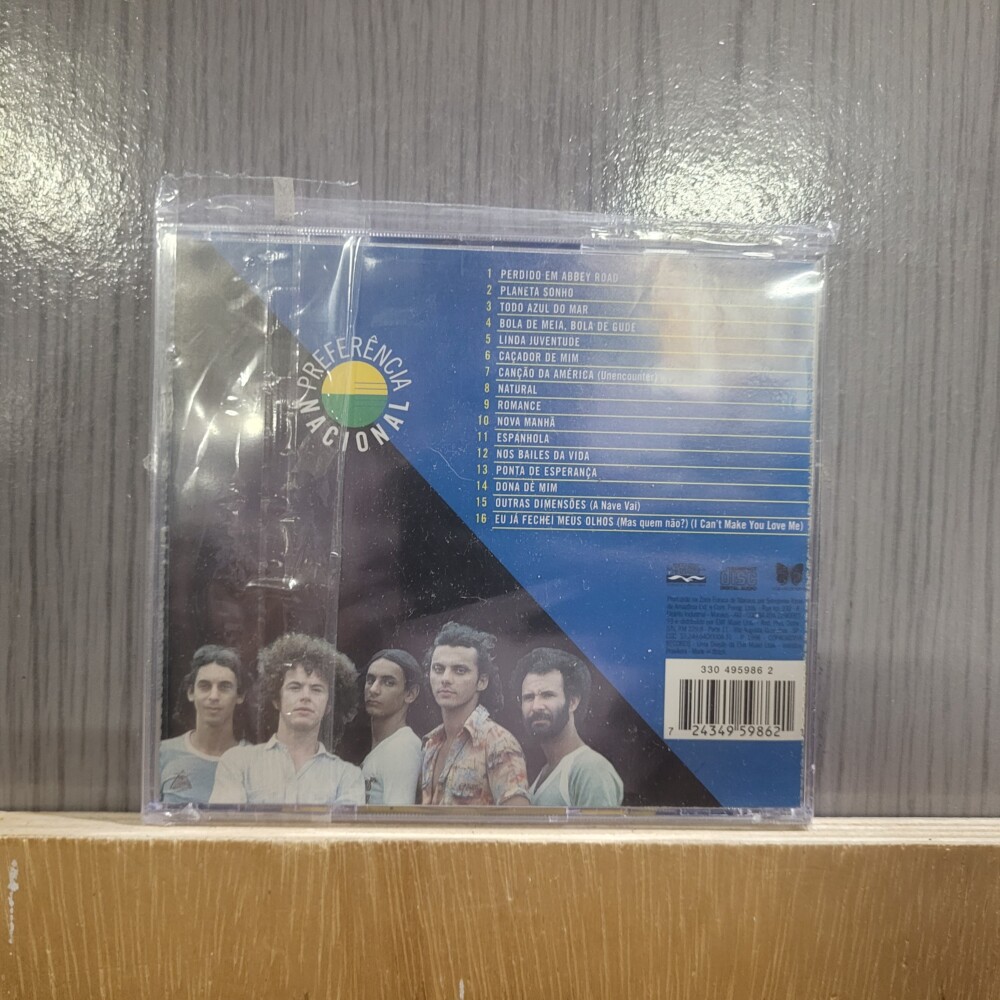 PREFERÊNCIA
NACIONAL
1 PERDIDO EM ABBEY ROAD
2 PLANETA SONHO
3 TODO AZUL DO MAR
4 BOLA DE MEIA, BOLA DE GUDE
5 LINDA JUVENTUDE
6 CAÇADOR DE MIM
7 CANÇÃO DA AMÉRICA (Unencounter)
8 NATURAL
9 ROMANCE
10 NOVA MANHÃ
11 ESPANHOLA
12 NOS BAILES DA VIDA
13 PONTA DE ESPERANÇA
14 DONA DE MIM
15 OUTRAS DIMENSÕES (A Nave Vai)
16 EU JÁ FECHEI MEUS OLHOS (Mas quem não?) (I Can't Make You Love Me)
330 495986 2
7 24349 59862 1